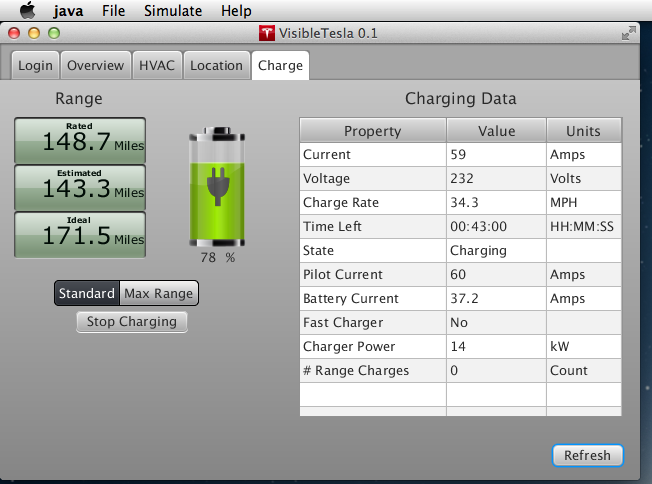 java File Simulate Help
VisibleTesla 0.1
Login Overview HVAC Location Charge
Range
Rated
148.7 Miles
Estimated
143.3 Miles
Ideal
171.5 Miles
78 %
Standard Max Range
Stop Charging
Charging Data
Property Value Units
Current 59 Amps
Voltage 232 Volts
Charge Rate 34.3 MPH
Time Left 00:43:00 HH:MM:SS
State Charging
Pilot Current 60 Amps
Battery Current 37.2 Amps
Fast Charger No
Charger Power 14 kW
# Range Charges 0 Count
Refresh